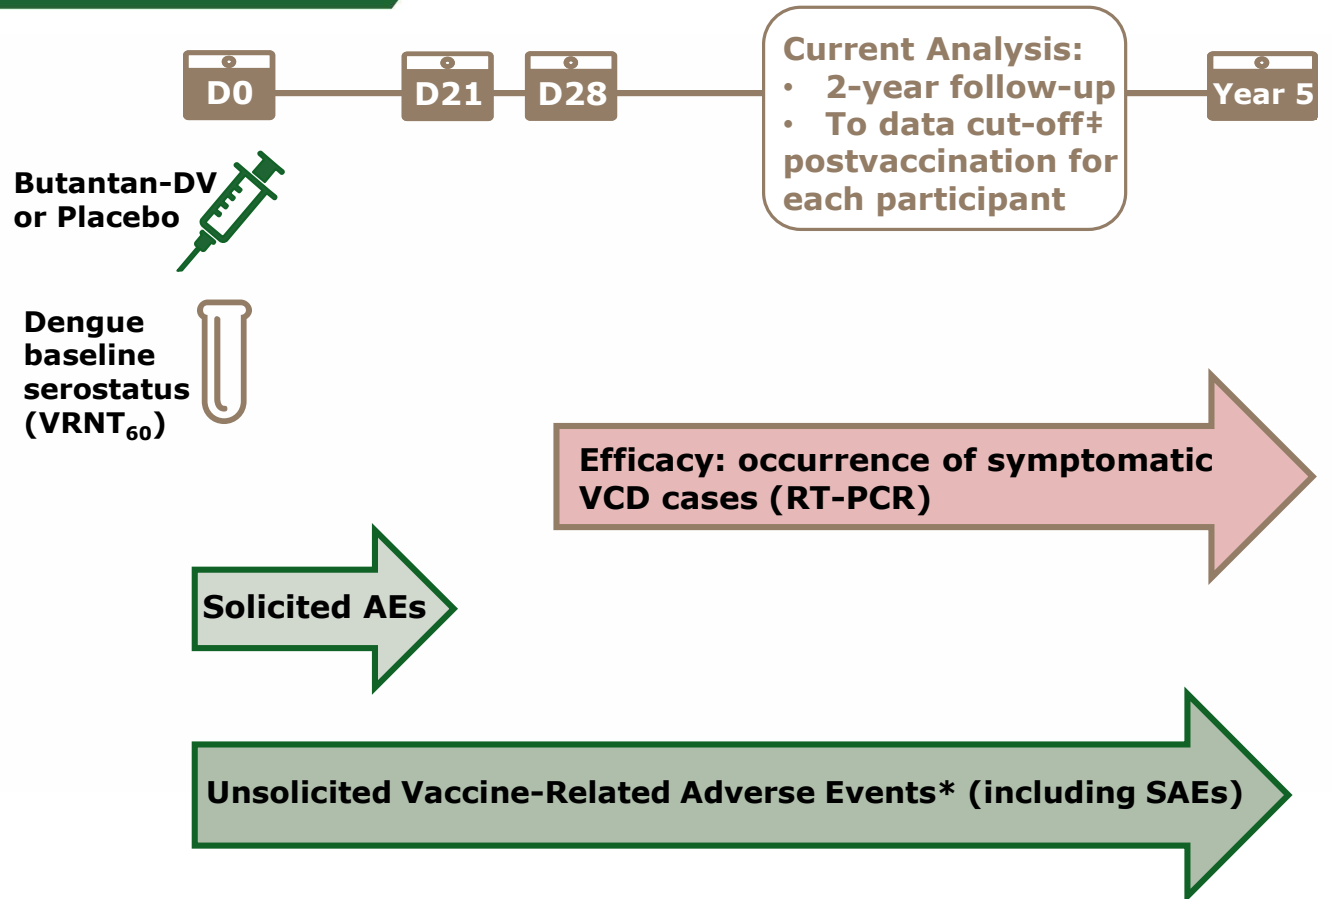 D0
D21
D28
Current Analysis:
• 2-year follow-up
• To data cut-off‡
postvaccination for
each participant
Year 5
Butantan-DV
or Placebo
Dengue
baseline
serostatus
(VRNT60)
Efficacy: occurrence of symptomatic
VCD cases (RT-PCR)
Solicited AEs
Unsolicited Vaccine-Related Adverse Events* (including SAEs)